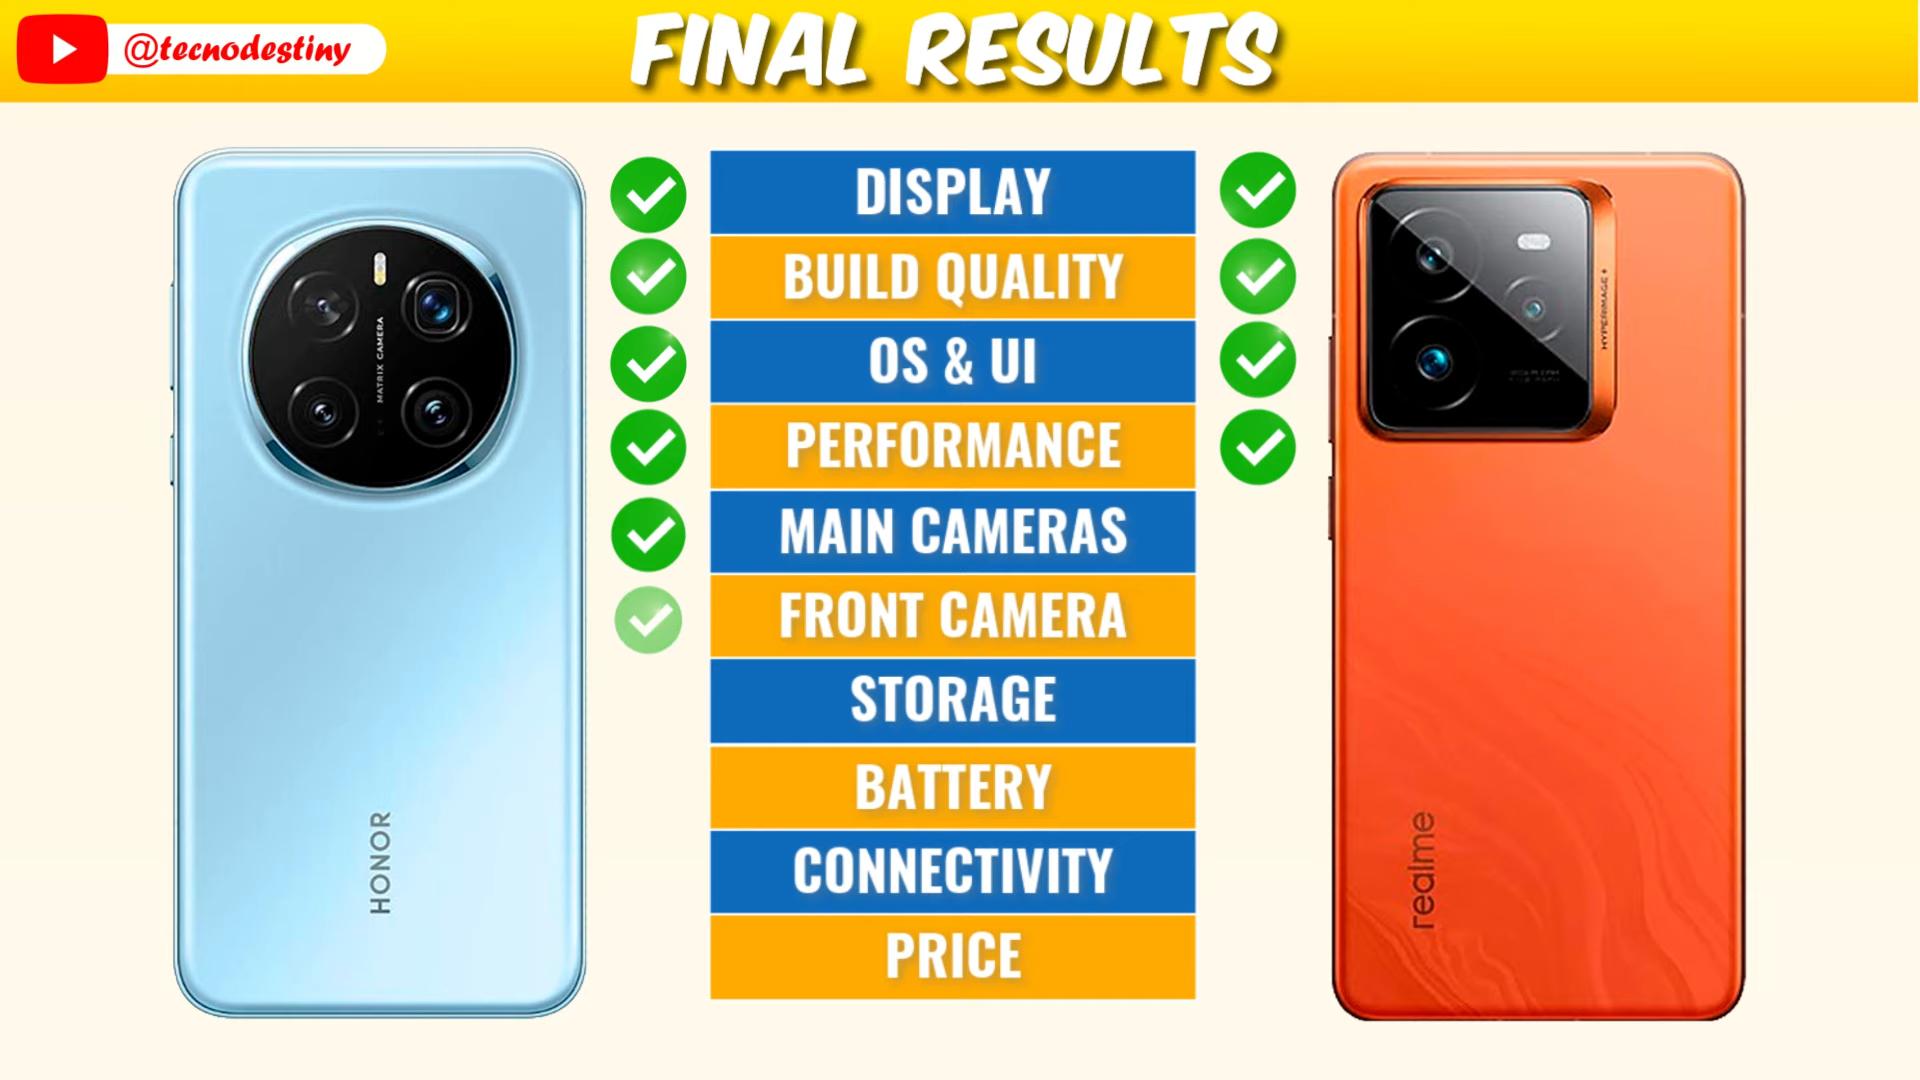 @tecnodestiny
FINAL RESULTS
DISPLAY
BUILD QUALITY
OS & UI
PERFORMANCE
MAIN CAMERAS
FRONT CAMERA
STORAGE
BATTERY
CONNECTIVITY
PRICE
MATRIX CAMERA
HONOR
HYPERIMAGE+
realme